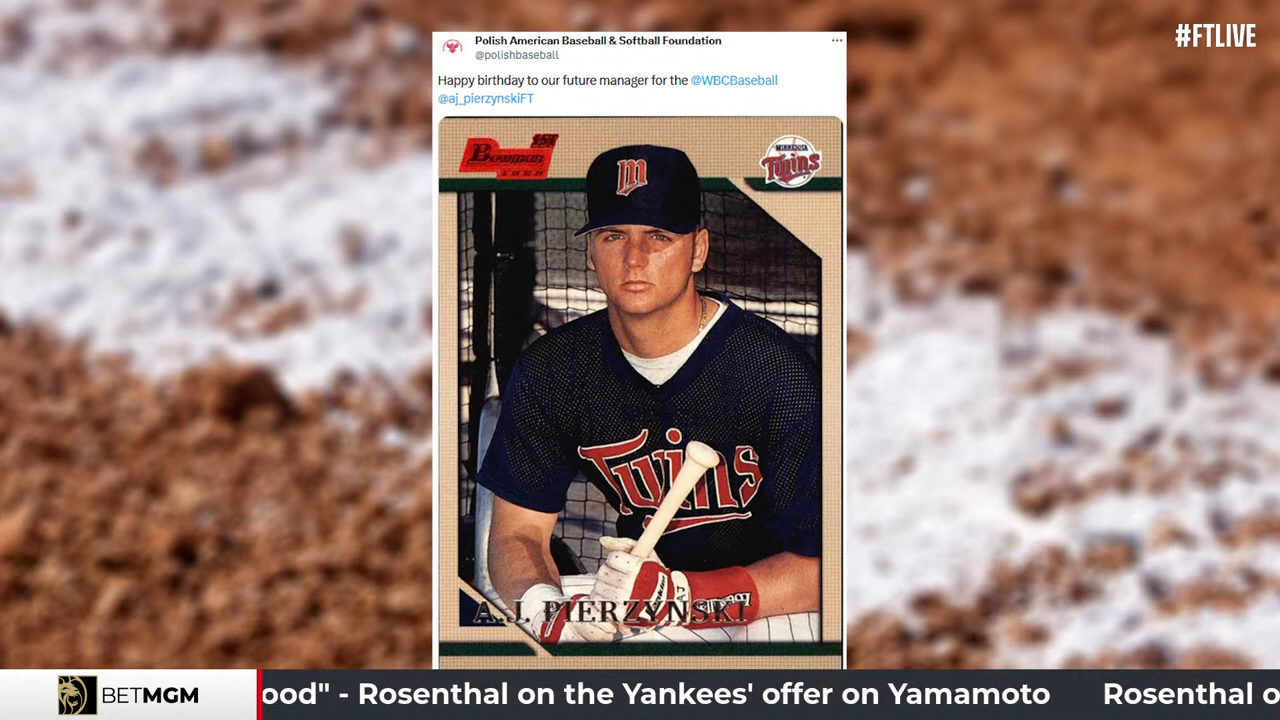 #FTLIVE
Polish American Baseball & Softball Foundation
@polishbaseball
Happy birthday to our future manager for the @WBCBaseball
@aj_pierzynskiFT
Bowman
Twins
m
Twins
A.J. PIERZYNSKI
BETMGM
ood" - Rosenthal on the Yankees' offer on Yamamoto Rosenthal o